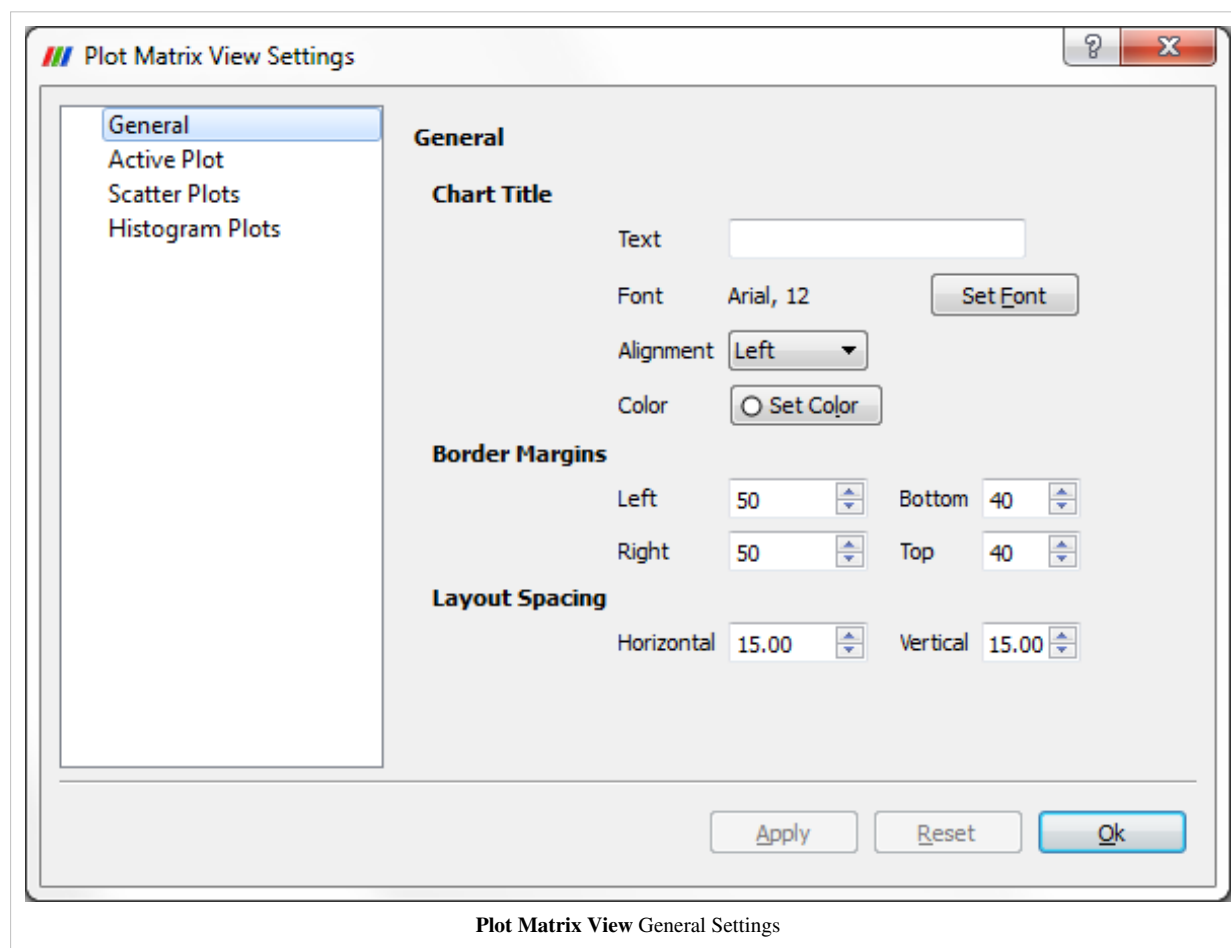 Plot Matrix View Settings
?
X
General
Active Plot
Scatter Plots
Histogram Plots
General
Chart Title
Text
Font Arial, 12 Set Font
Alignment Left
Color Set Color
Border Margins
Left 50 Bottom 40
Right 50 Top 40
Layout Spacing
Horizontal 15.00 Vertical 15.00
Apply Reset Ok
Plot Matrix View General Settings